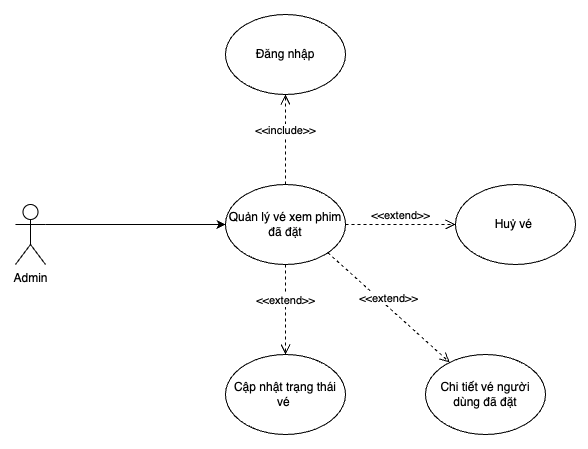 Đăng nhập
<<include>>
Quản lý vé xem phim
đã đặt
<<extend>>
Huỷ vé
Admin
<<extend>>
<<extend>>
Cập nhật trạng thái
vé
Chi tiết vé người
dùng đã đặt